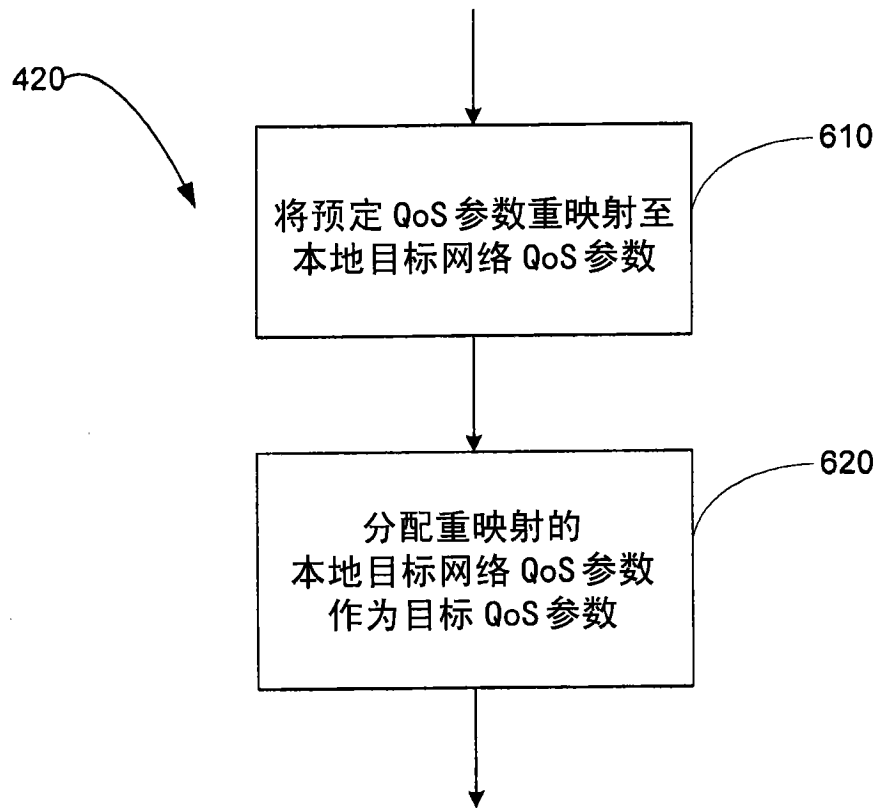 420
610
将预定 QoS 参数重映射至
本地目标网络 QoS 参数
620
分配重映射的
本地目标网络 QoS 参数
作为目标 QoS 参数